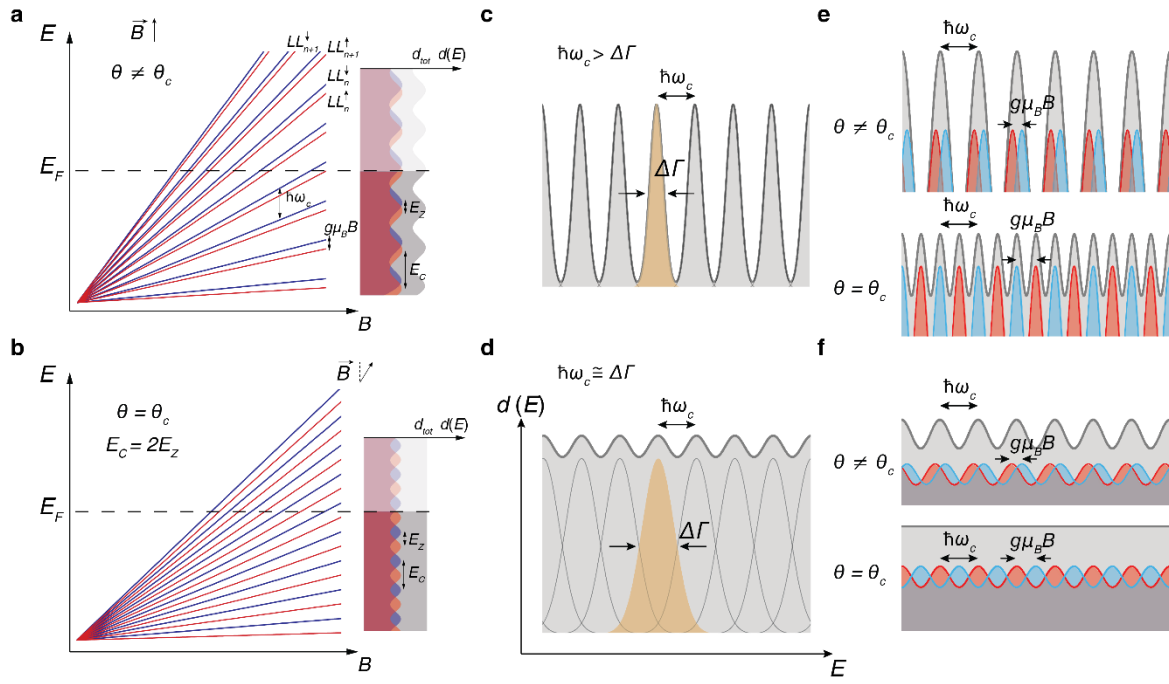 a
E
B
θ ≠ θc
LL↓n+1
LL↑n+1
LL↓n
LL↑n
dtot d(E)
EF
ħωc
gμBB
EZ
EC
B
b
E
B
θ = θc
EC = 2EZ
dtot d(E)
EF
EZ
EC
B
c
ħωc > ΔΓ
ħωc
ΔΓ
d
ħωc ≅ ΔΓ
d (E)
ħωc
ΔΓ
E
e
ħωc
θ ≠ θc
gμBB
ħωc
gμBB
θ = θc
f
ħωc
θ ≠ θc
gμBB
ħωc
gμBB
θ = θc